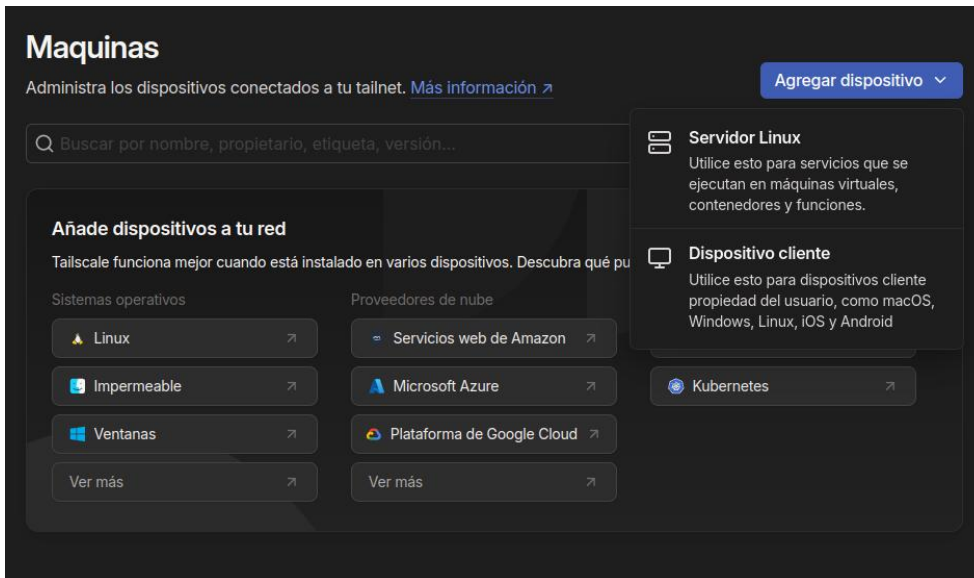 Maquinas
Administra los dispositivos conectados a tu tailnet. Más información ↗
Agregar dispositivo
Buscar por nombre, propietario, etiqueta, versión...
Servidor Linux
Utilice esto para servicios que se
ejecutan en máquinas virtuales,
contenedores y funciones.
Dispositivo cliente
Utilice esto para dispositivos cliente
propiedad del usuario, como macOS,
Windows, Linux, iOS y Android
Añade dispositivos a tu red
Tailscale funciona mejor cuando está instalado en varios dispositivos. Descubra qué pu
Sistemas operativos
Linux
Impermeable
Ventanas
Ver más
Proveedores de nube
Servicios web de Amazon
Microsoft Azure
Plataforma de Google Cloud
Ver más
Kubernetes